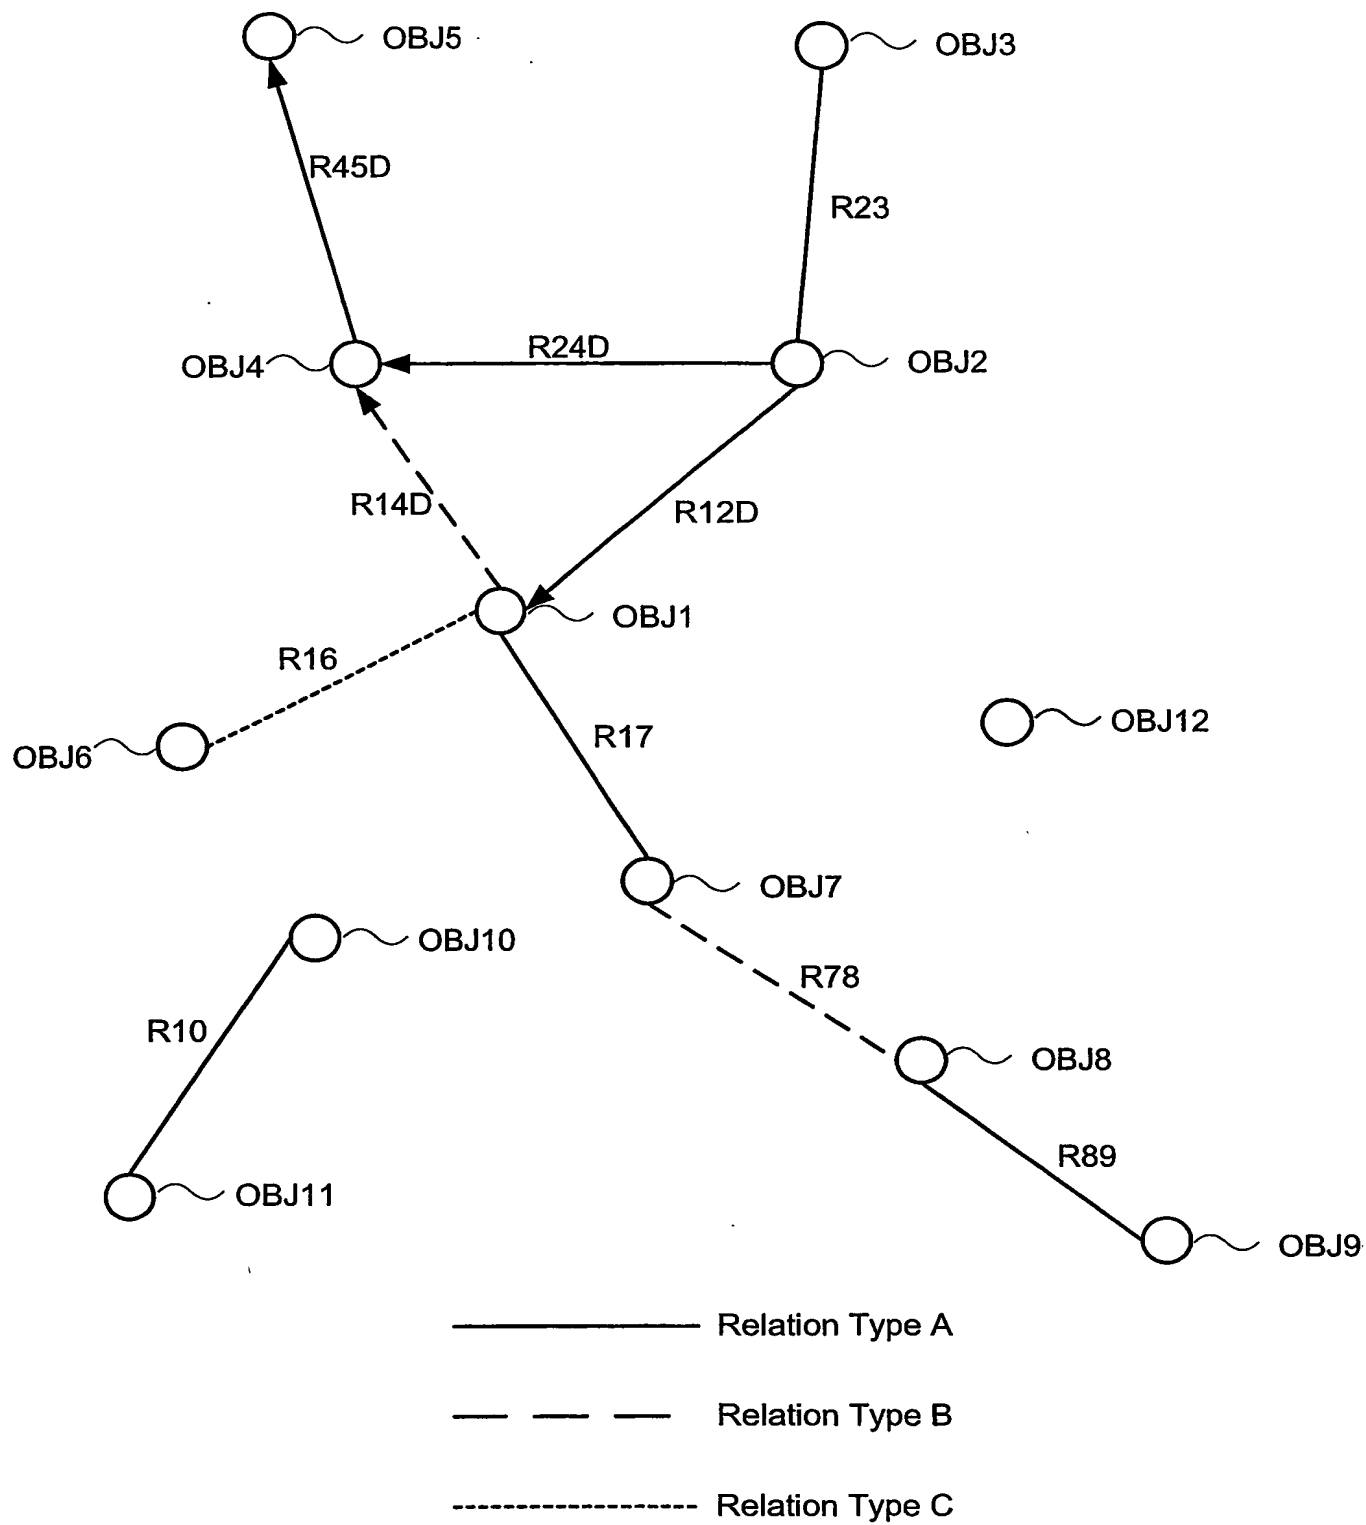 OBJ5
OBJ3
R45D
R23
OBJ4
R24D
OBJ2
R14D
R12D
OBJ1
R16
OBJ6
R17
OBJ12
OBJ7
OBJ10
R78
R10
OBJ8
R89
OBJ11
OBJ9
Relation Type A
Relation Type B
Relation Type C